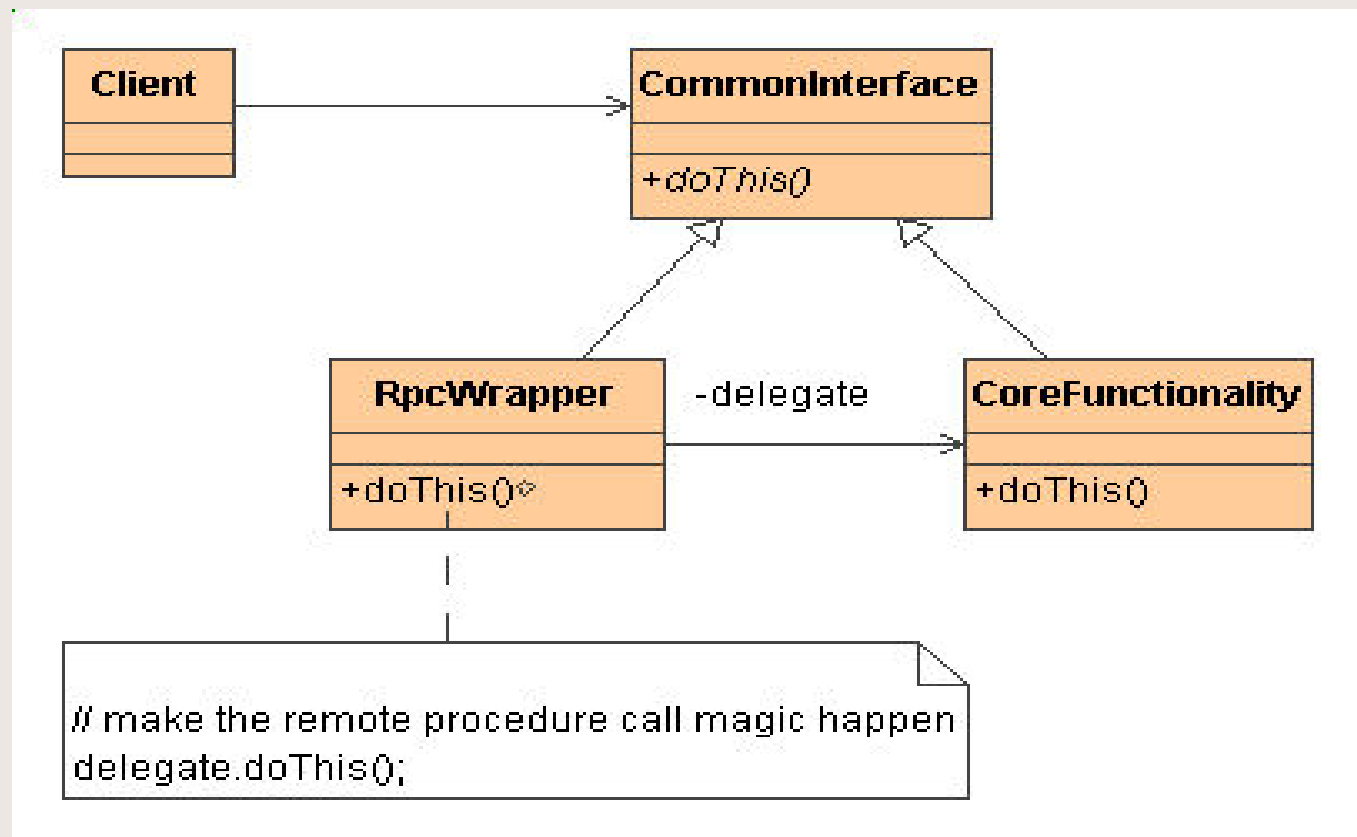 Client
CommonInterface
+doThis()
RpcWrapper
-delegate
CoreFunctionality
+doThis()
+doThis()
// make the remote procedure call magic happen
delegate.doThis();